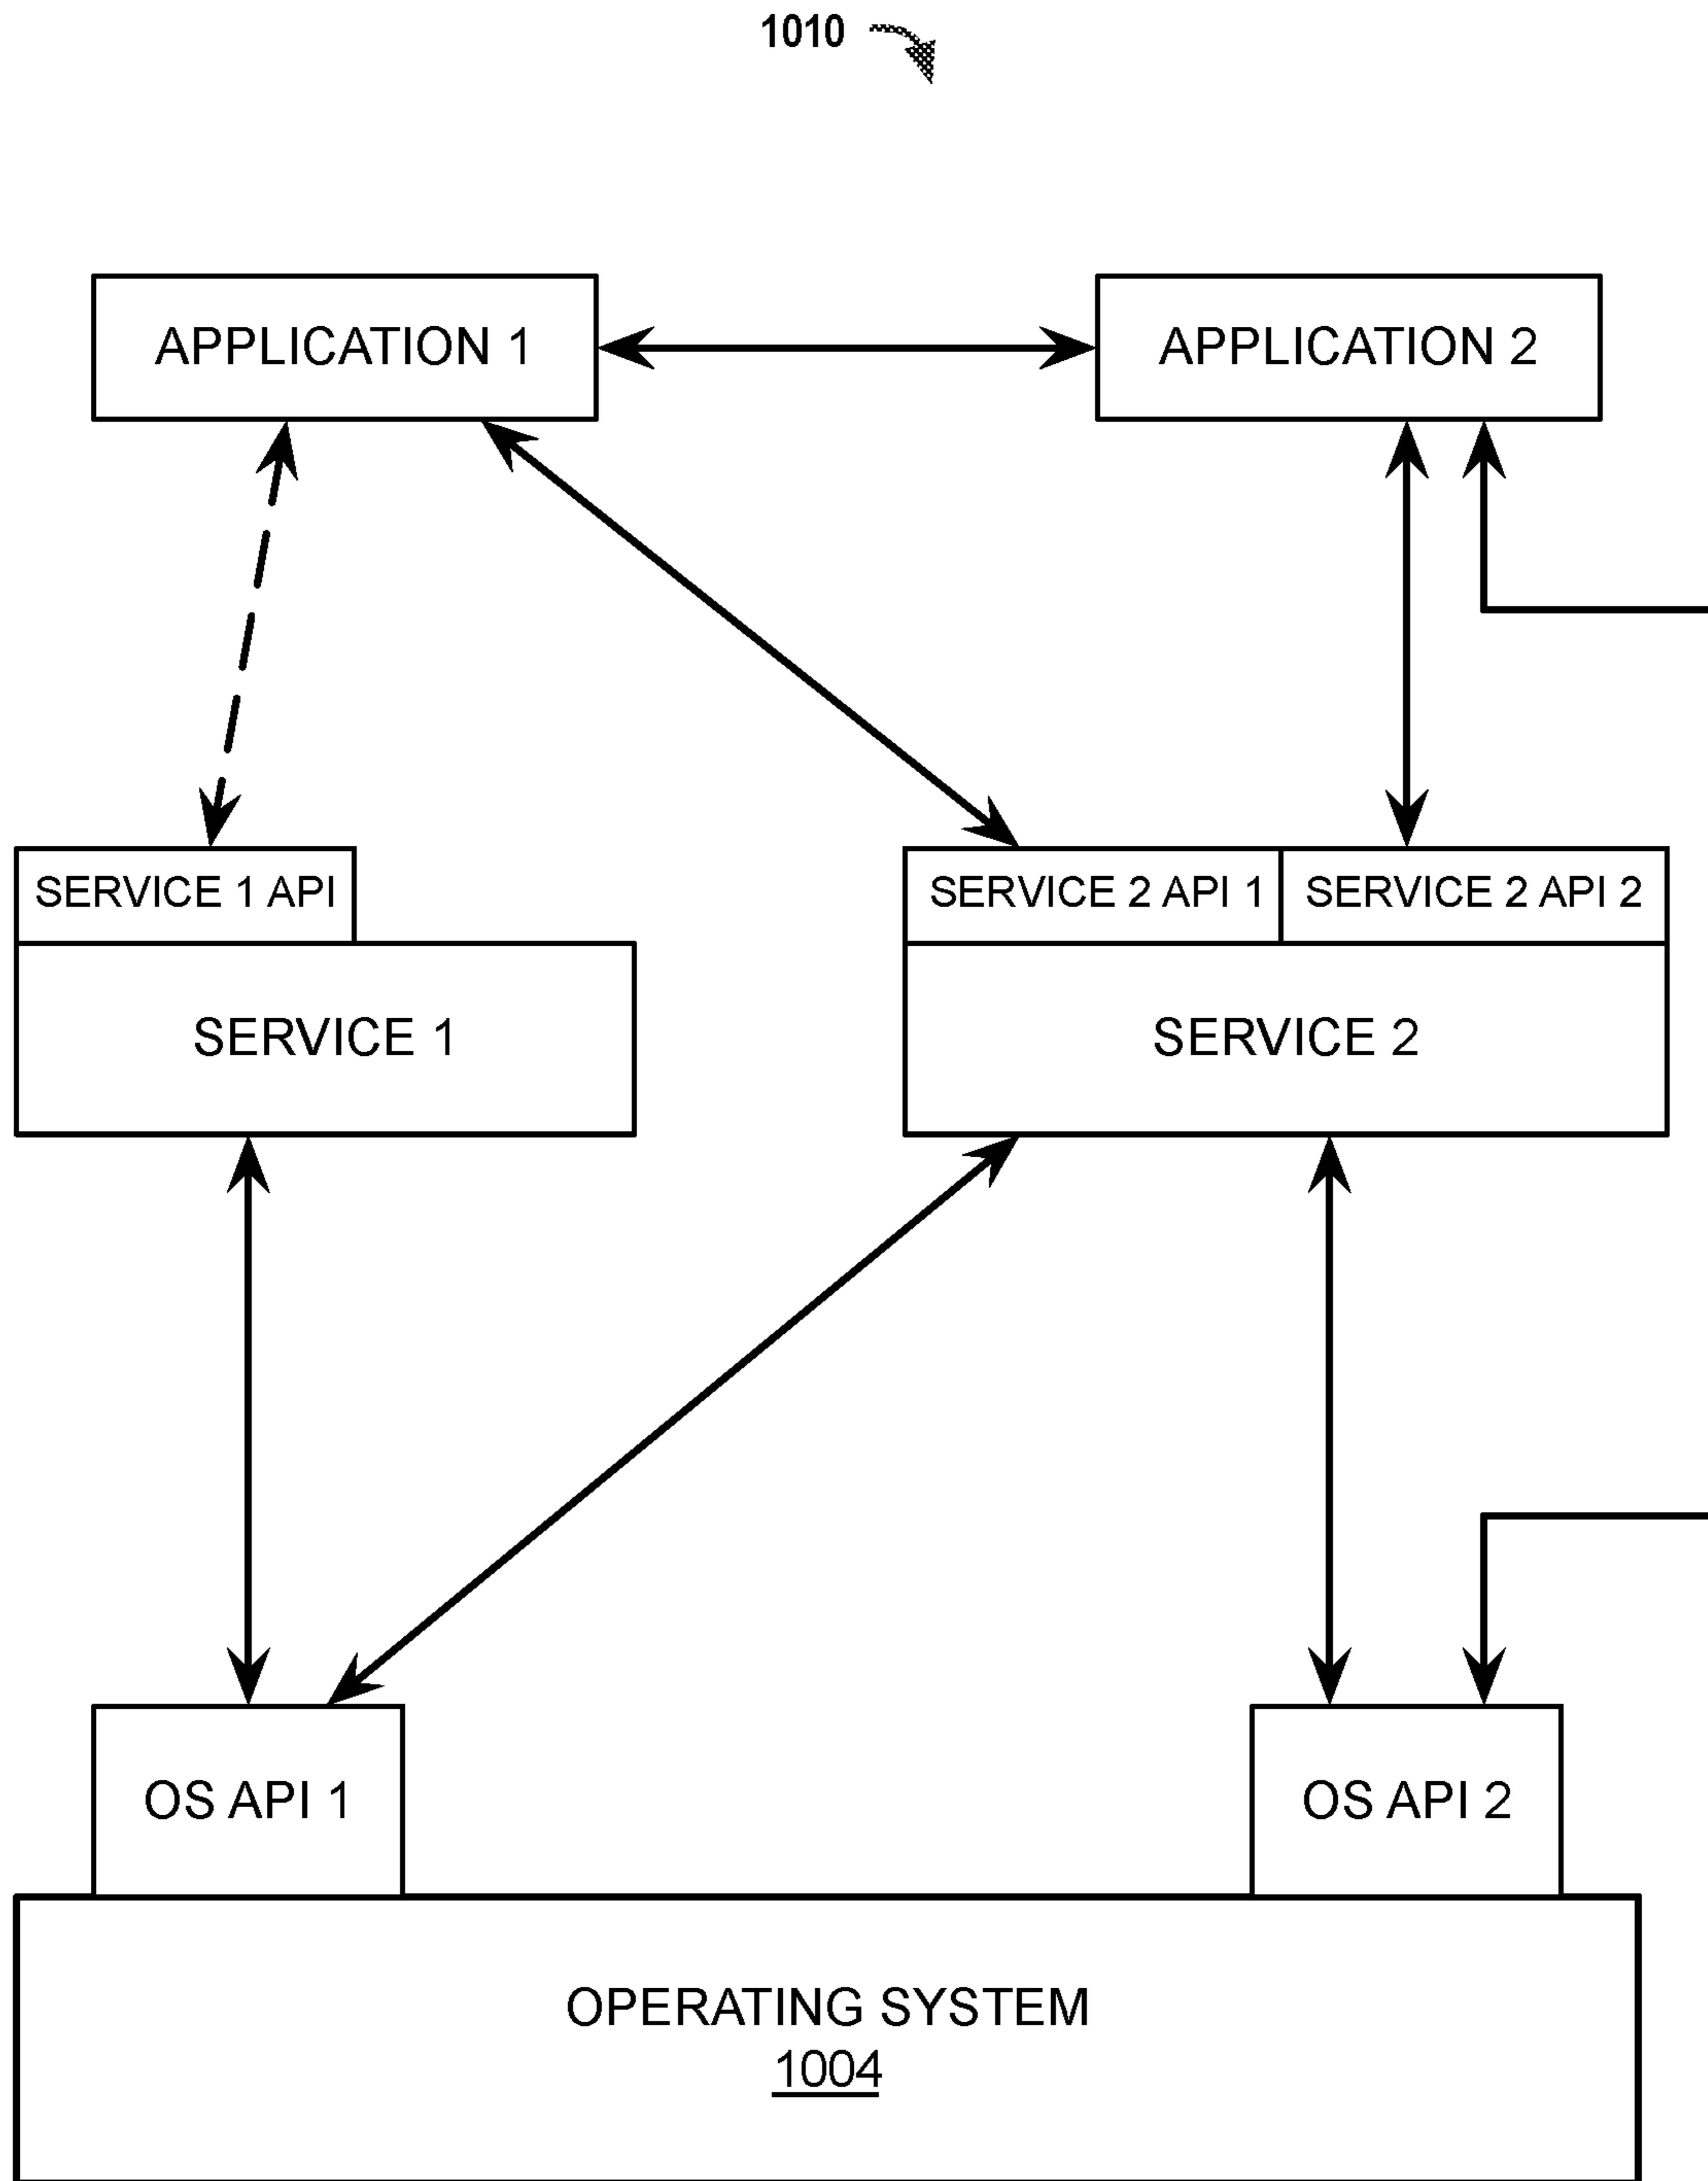 1010
APPLICATION 1
APPLICATION 2
SERVICE 1 API
SERVICE 2 API 1
SERVICE 2 API 2
SERVICE 1
SERVICE 2
OS API 1
OS API 2
OPERATING SYSTEM
1004